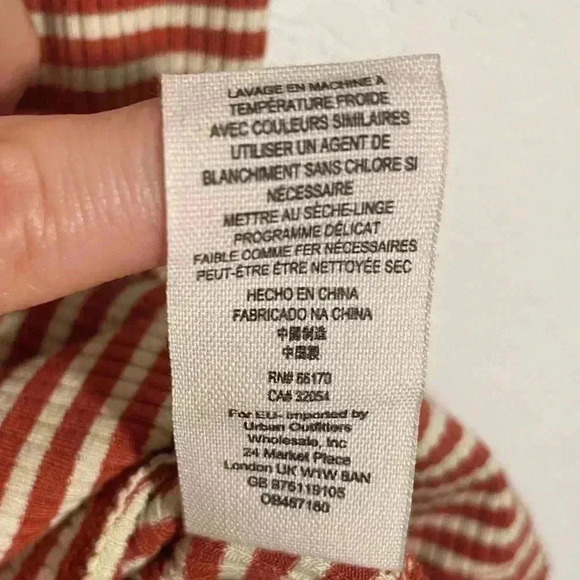 LAVAGE EN MACHINE A
TEMPÉRATURE FROIDE
AVEC COULEURS SIMILAIRES
UTILISER UN AGENT DE
BLANCHIMENT SANS CHLORE SI
NÉCESSAIRE
METTRE AU SÈCHE-LINGE
PROGRAMME DÉLICAT
FAIBLE COMME FER NÉCESSAIRES
PEUT-ÊTRE ÊTRE NETTOYÉE SEC
HECHO EN CHINA
FABRICADO NA CHINA
中國制造
中國製
RN# 66170
CA# 32054
For EU- Imported by
Urban Outfitters
Wholesale, Inc
24 Market Place
London UK W1W 8AN
GB 975119105
OB467180